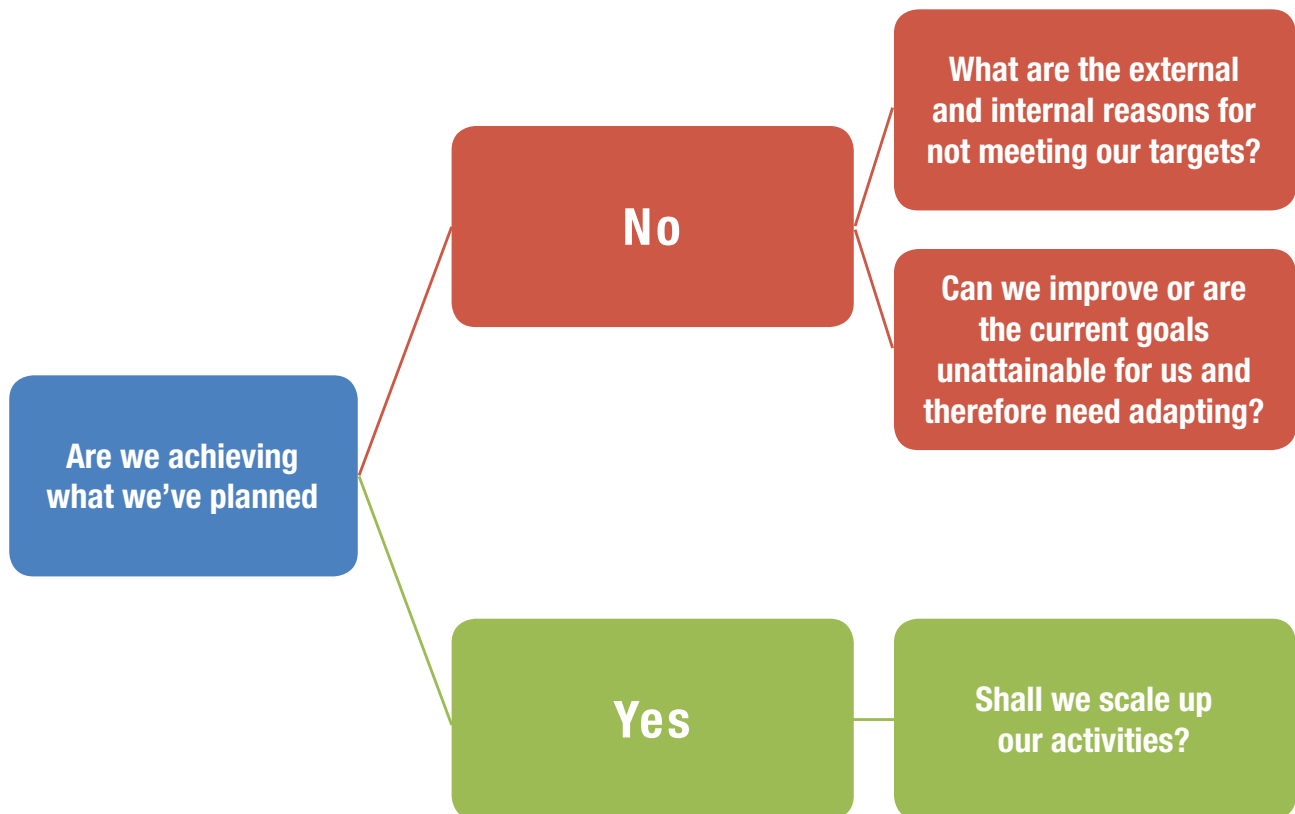 Are we achieving
what we’ve planned
No
What are the external
and internal reasons for
not meeting our targets?
Can we improve or are
the current goals
unattainable for us and
therefore need adapting?
Yes
Shall we scale up
our activities?